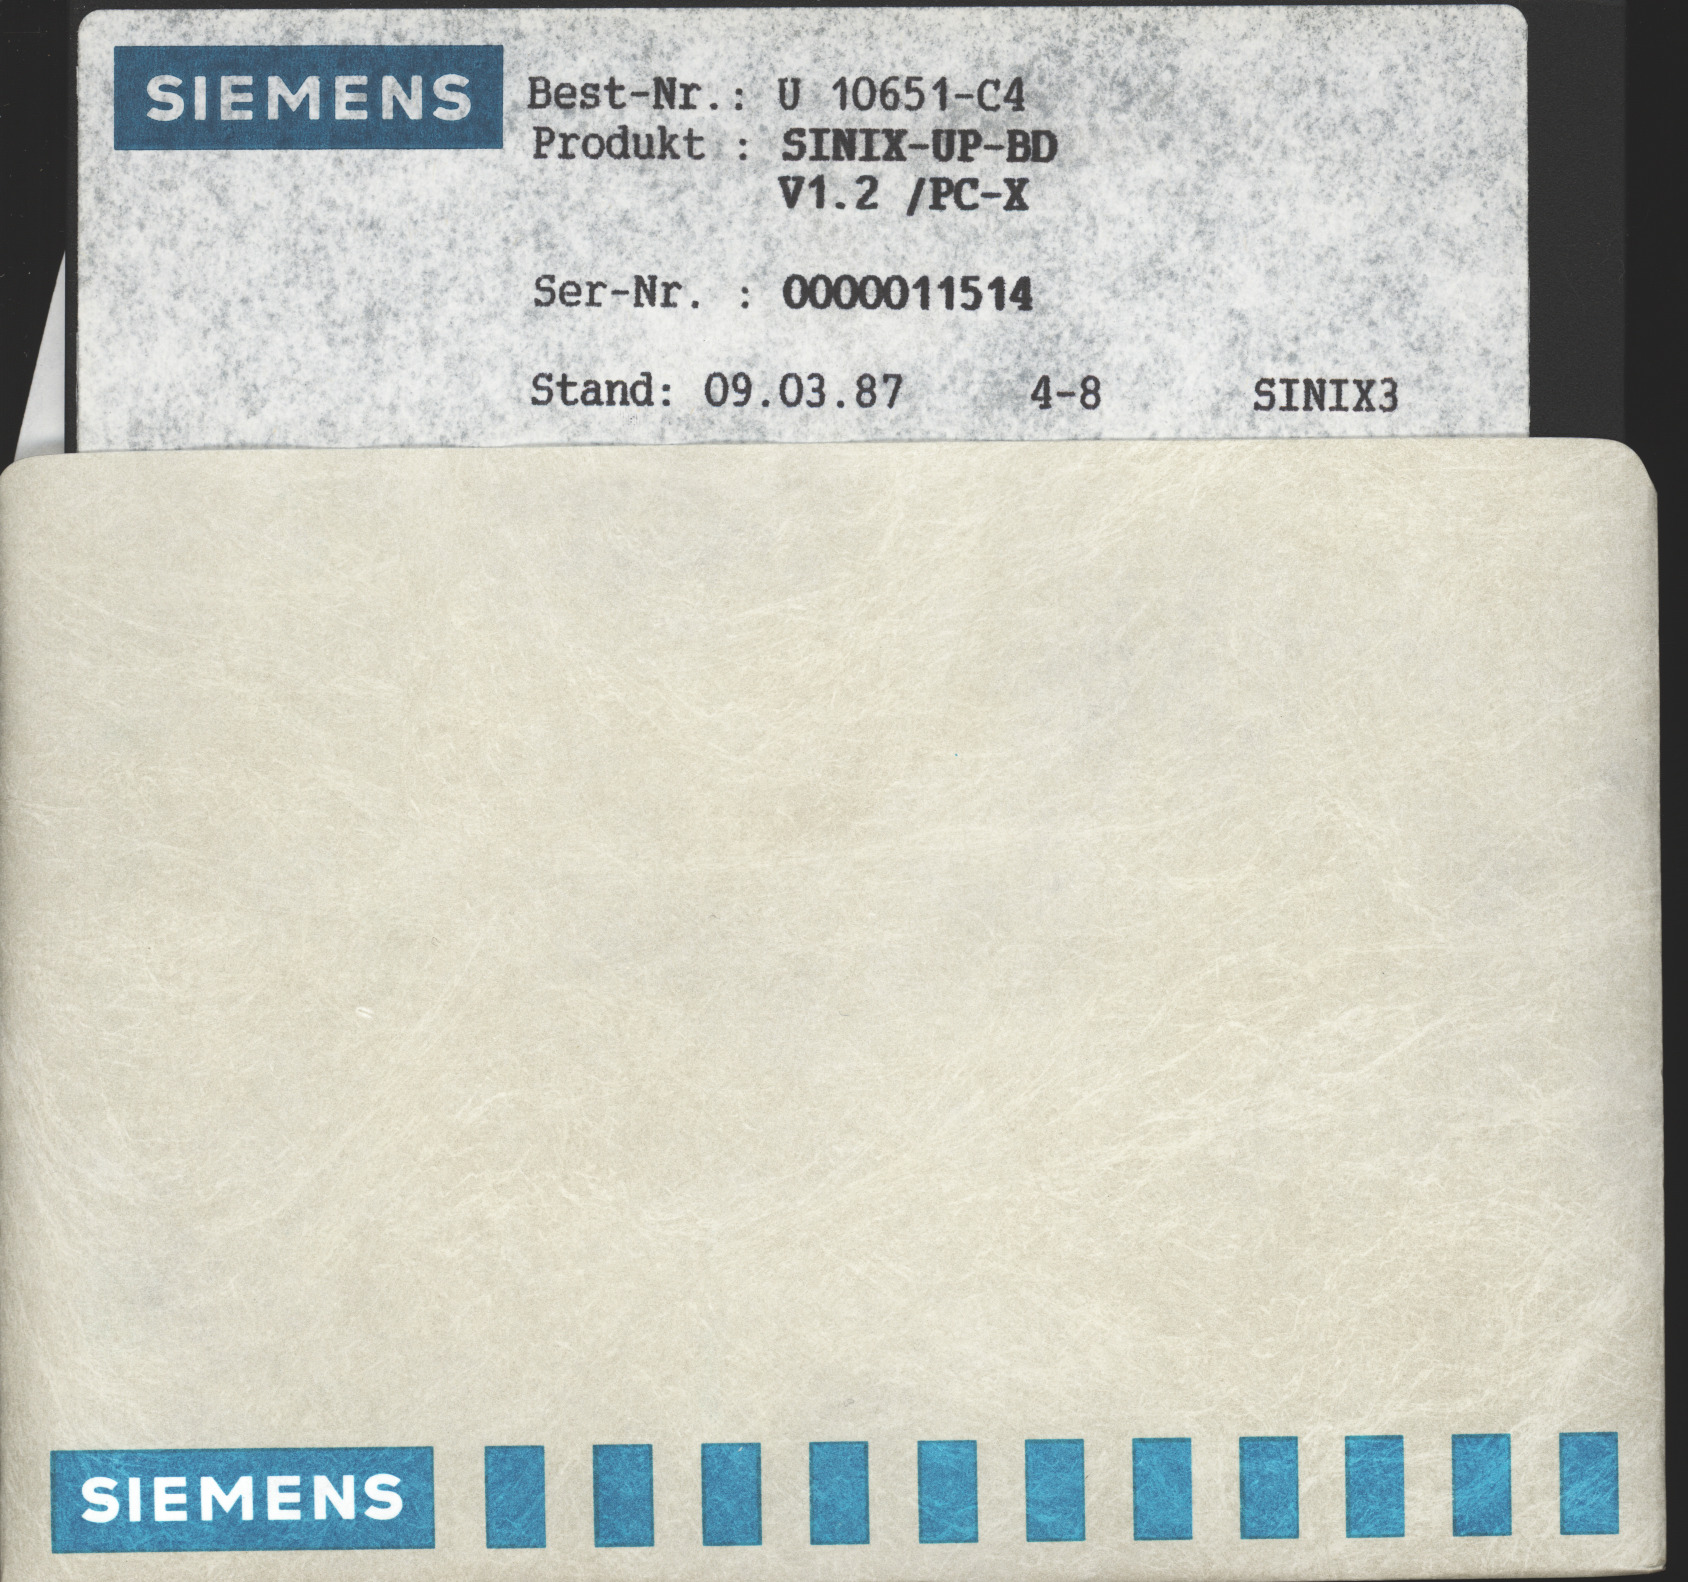 SIEMENS
Best-Nr.: U 10651-C4
Produkt : SINIX-UP-BD
V1.2 /PC-X
Ser-Nr. : 0000011514
Stand: 09.03.87 4-8 SINIX3
SIEMENS